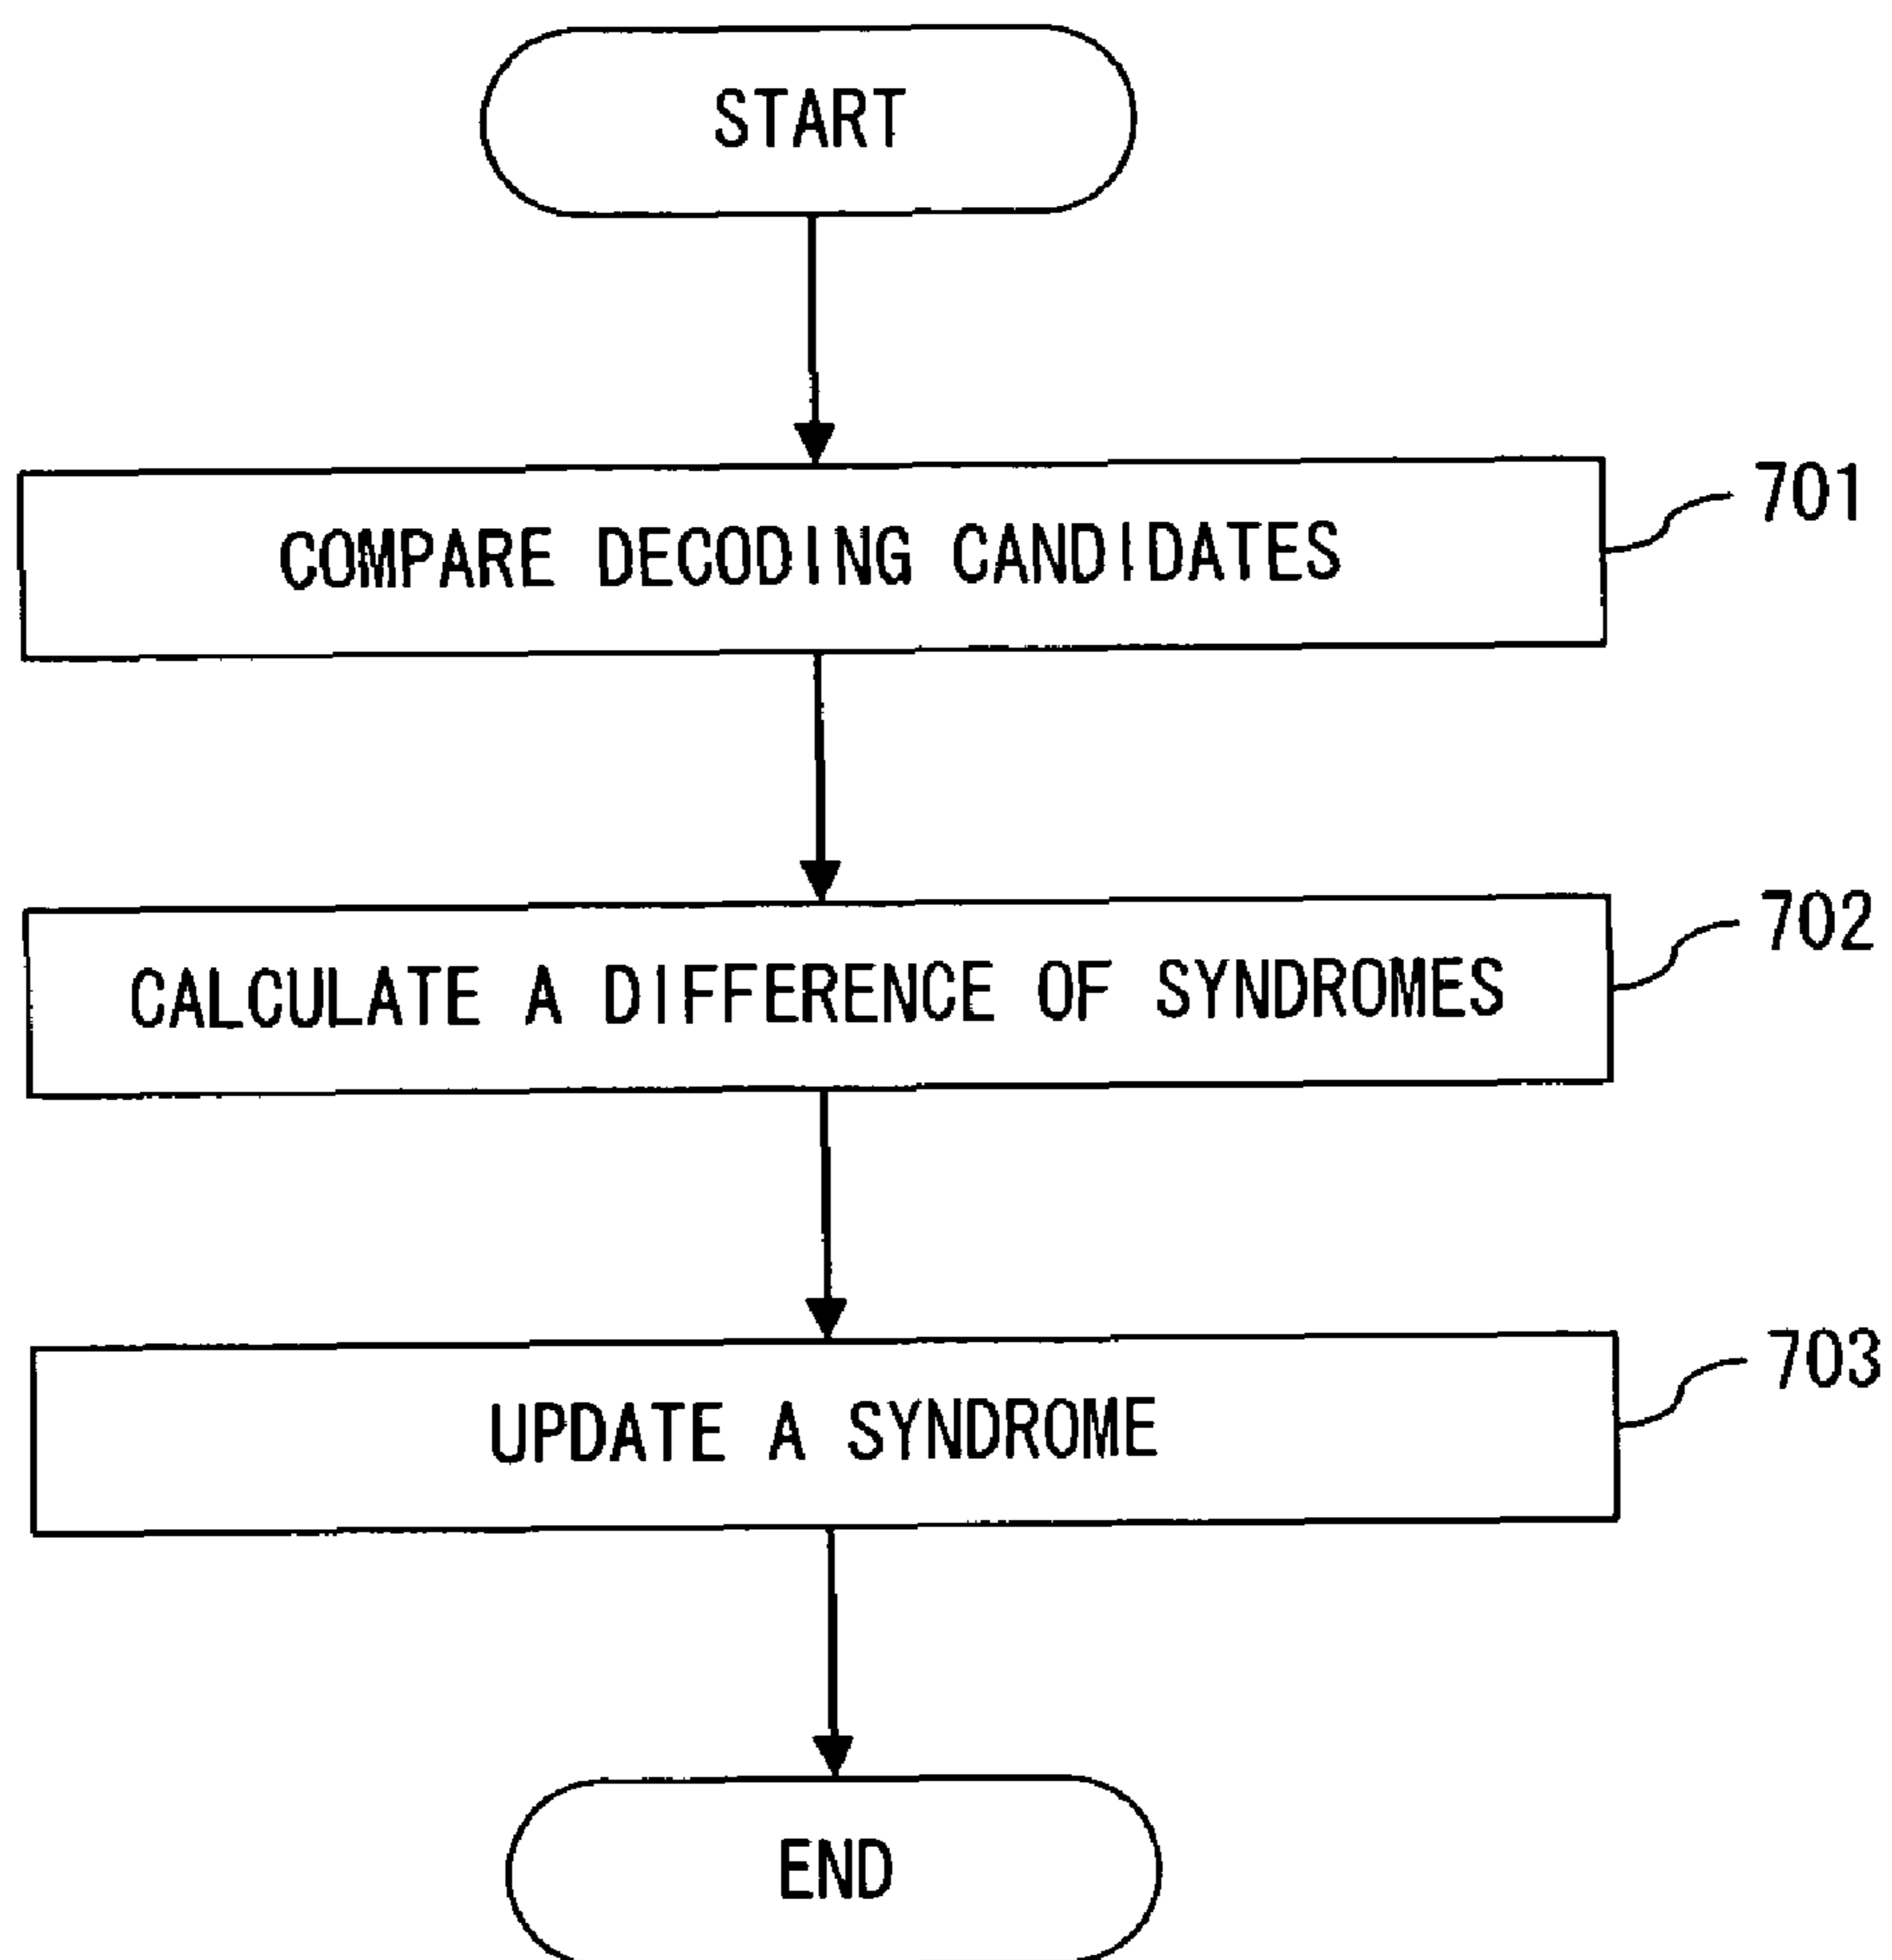 START
COMPARE DECODING CANDIDATES
701
CALCULATE A DIFFERENCE OF SYNDROMES
702
UPDATE A SYNDROME
703
END